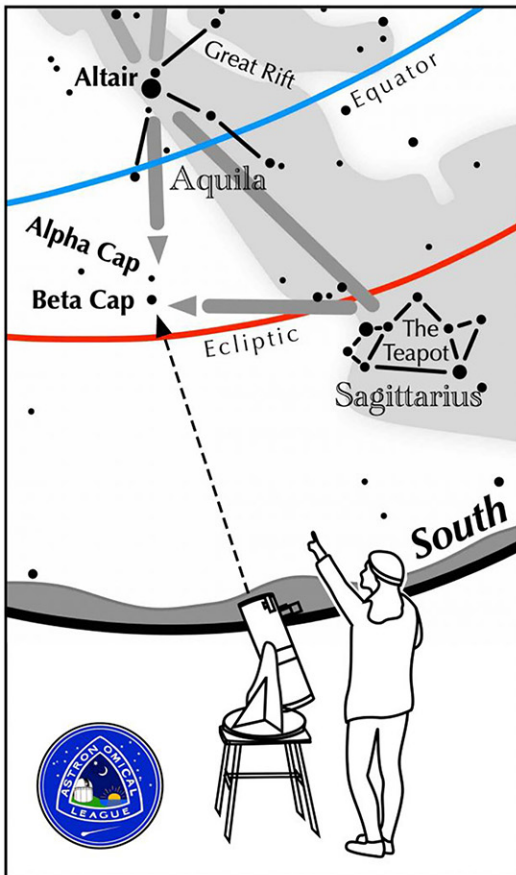 Great Rift
Altair
Equator
Aquila
Alpha Cap
Beta Cap
Ecliptic
The
Teapot
Sagittarius
South
ASTRONOMICAL
LEAGUE